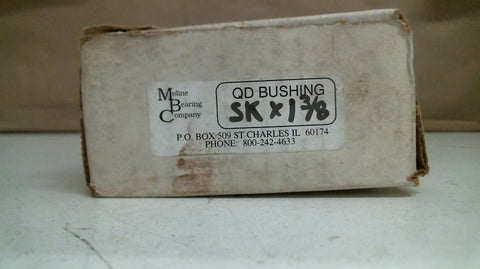 Moline
Bearing
Company
QD BUSHING
SK x 1 3/8
P.O. BOX 509 ST CHARLES IL 60174
PHONE: 800-242-4633